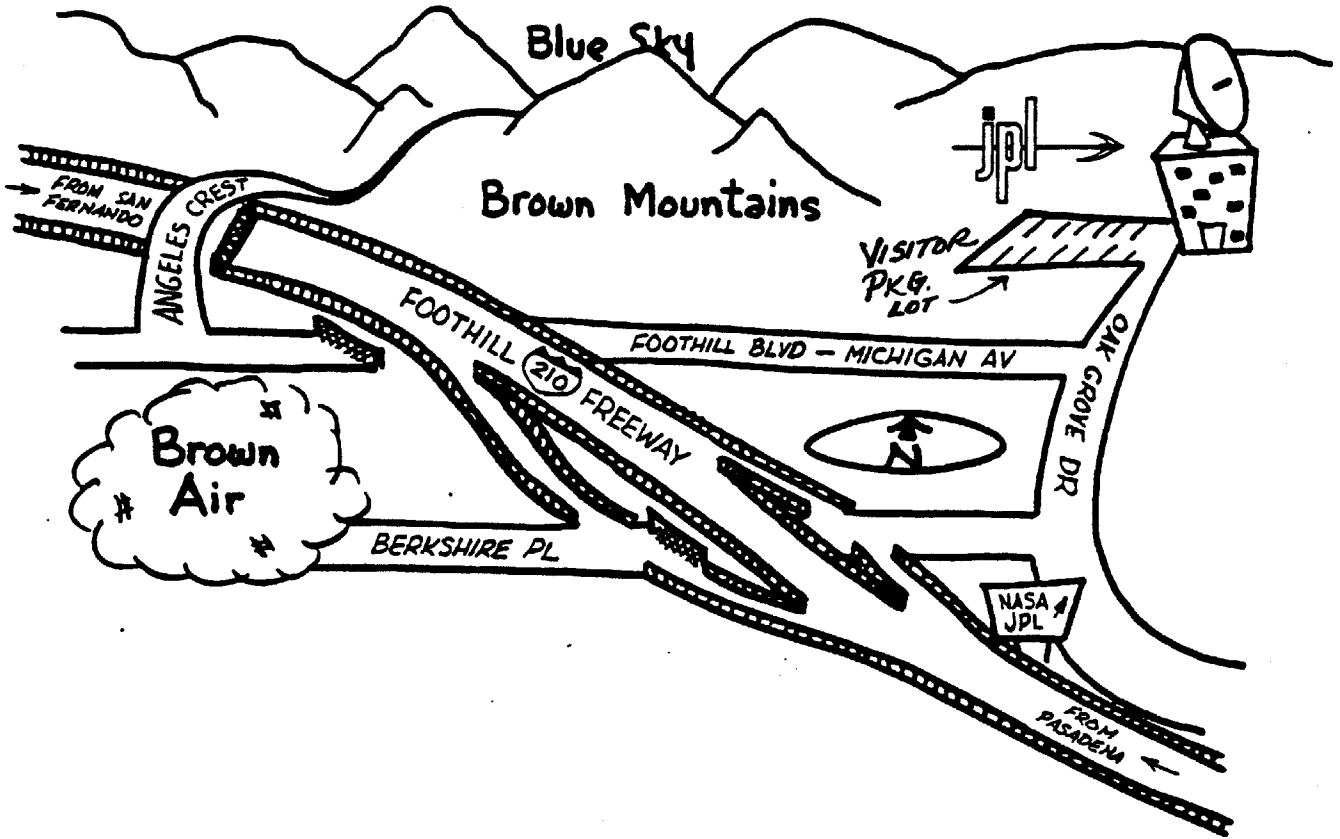 Blue Sky
jpl
FROM SAN
FERNANDO
ANGELES CREST
Brown Mountains
VISITOR
PKG.
LOT
FOOTHILL 210 FREEWAY
FOOTHILL BLVD — MICHIGAN AV
OAK GROVE DR
N
Brown
Air
BERKSHIRE PL
NASA
JPL
FROM
PASADENA